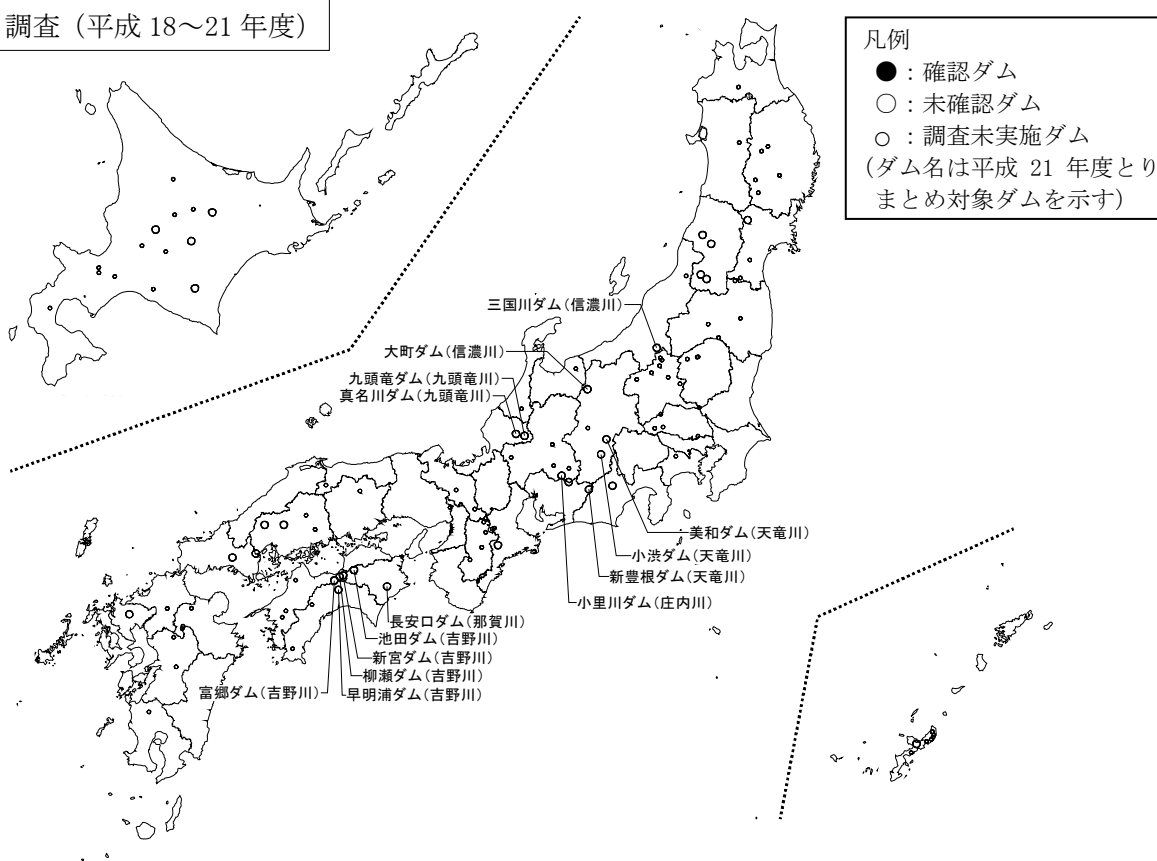 調査（平成 18～21 年度）
凡例
●：確認ダム
○：未確認ダム
○：調査未実施ダム
(ダム名は平成 21 年度とり
まとめ対象ダムを示す)
三国川ダム(信濃川)
大町ダム(信濃川)
九頭竜ダム(九頭竜川)
真名川ダム(九頭竜川)
美和ダム(天竜川)
小渋ダム(天竜川)
新豊根ダム(天竜川)
小里川ダム(庄内川)
長安口ダム(那賀川)
池田ダム(吉野川)
新宮ダム(吉野川)
柳瀬ダム(吉野川)
富郷ダム(吉野川)
早明浦ダム(吉野川)